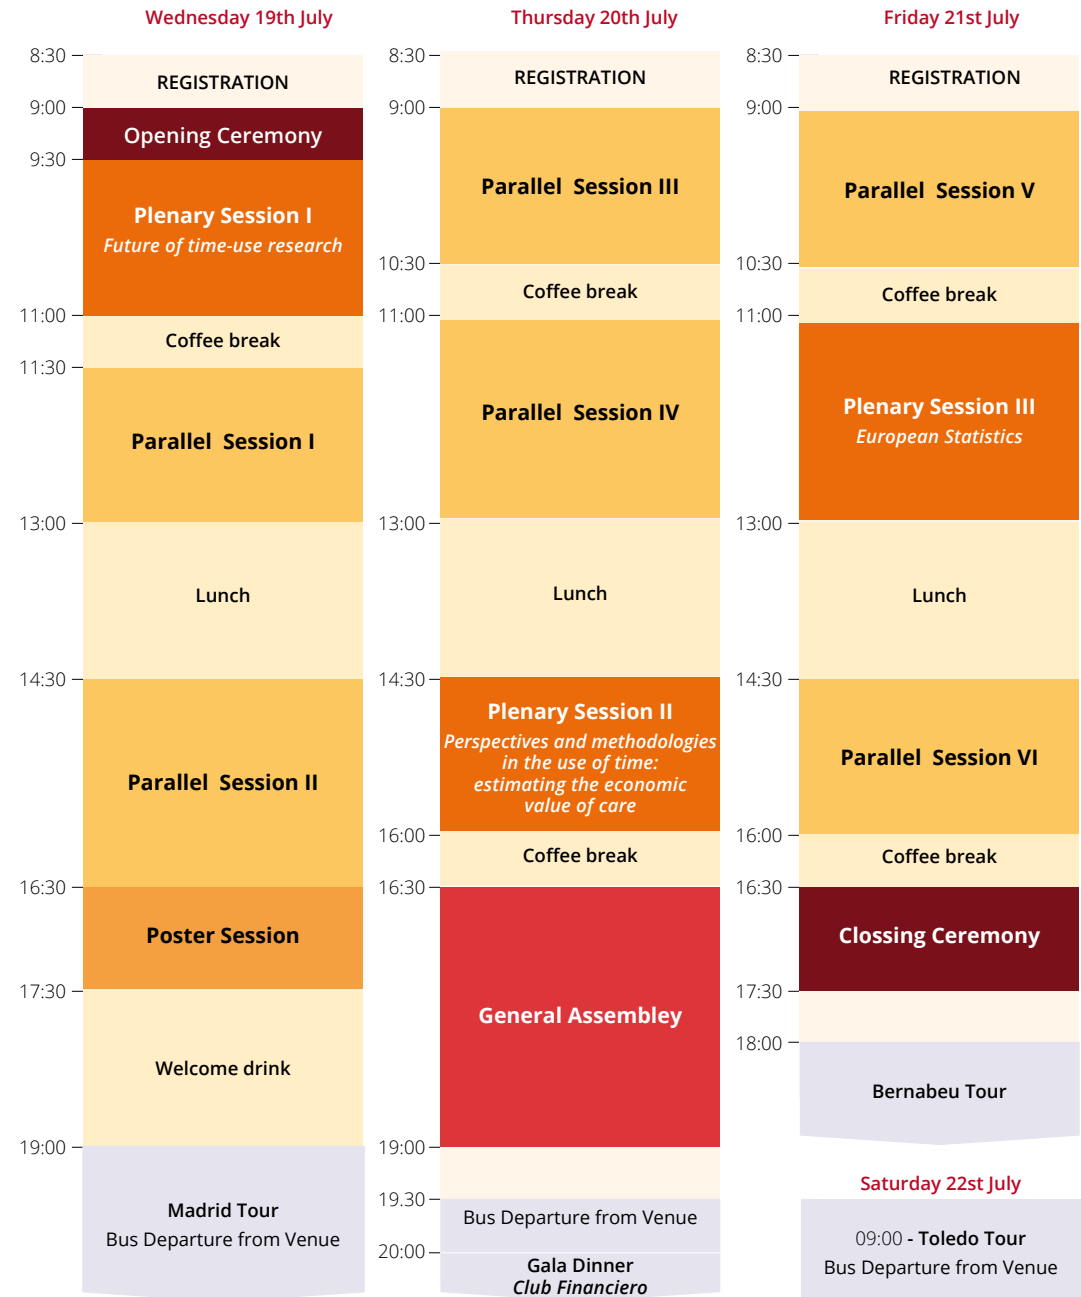 Wednesday 19th July
8:30
REGISTRATION
9:00
Opening Ceremony
9:30
Plenary Session I
Future of time-use research
11:00
Coffee break
11:30
Parallel Session I
13:00
Lunch
14:30
Parallel Session II
16:30
Poster Session
17:30
Welcome drink
19:00
Madrid Tour
Bus Departure from Venue
Thursday 20th July
8:30
REGISTRATION
9:00
Parallel Session III
10:30
Coffee break
11:00
Parallel Session IV
13:00
Lunch
14:30
Plenary Session II
Perspectives and methodologies
in the use of time:
estimating the economic
value of care
16:00
Coffee break
16:30
General Assembley
19:00
19.30
Bus Departure from Venue
20:00
Gala Dinner
Club Financiero
Friday 21st July
8:30
REGISTRATION
9:00
Parallel Session V
10:30
Coffee break
11:00
Plenary Session III
European Statistics
13:00
Lunch
14:30
Parallel Session VI
16:00
Coffee break
16:30
Clossing Ceremony
17:30
18:00
Bernabeu Tour
Saturday 22st July
09:00 - Toledo Tour
Bus Departure from Venue